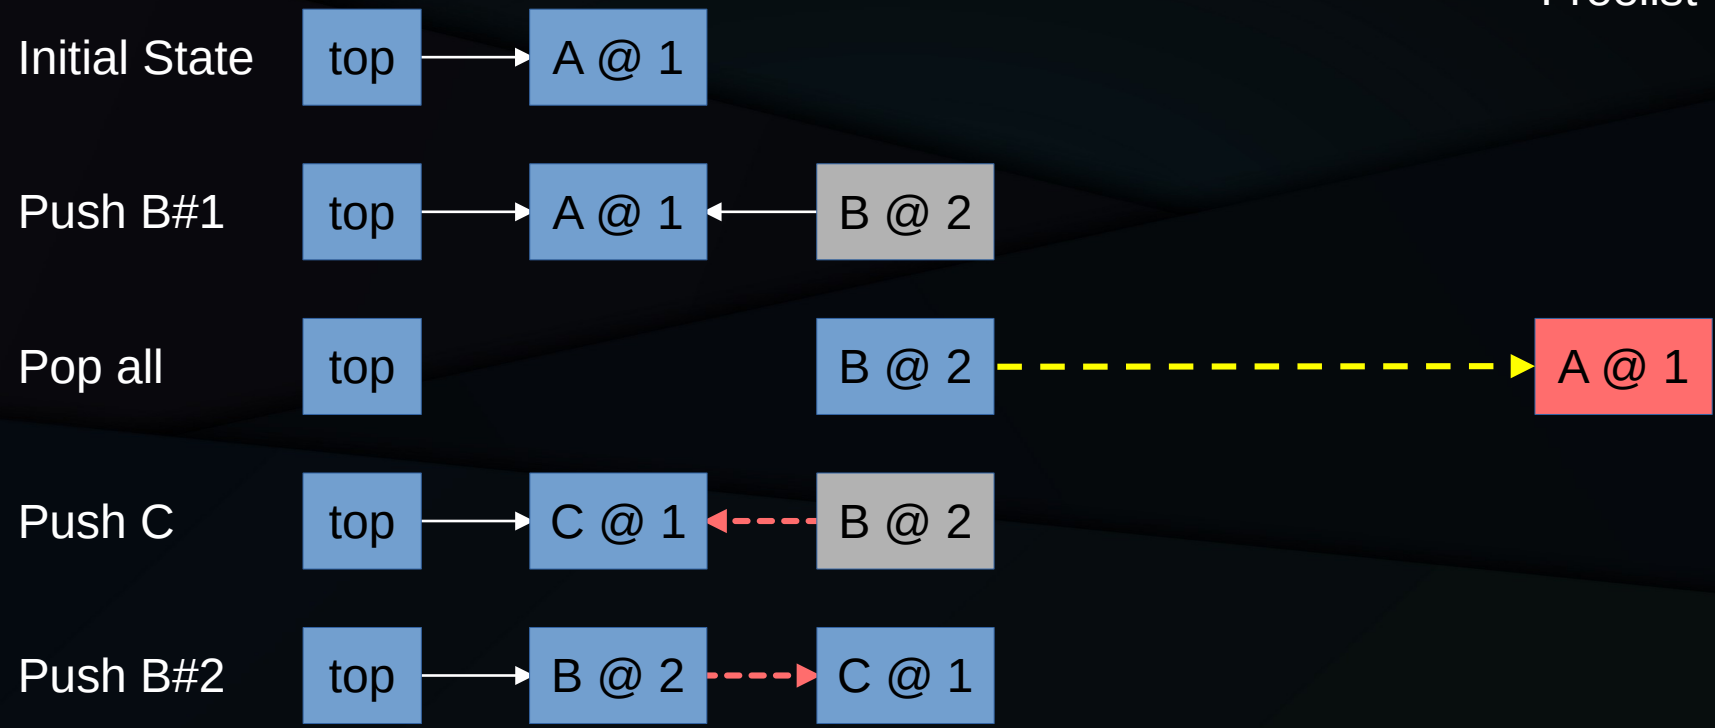 Initial State top A @ 1
Push B#1 top A @ 1 B @ 2
Pop all top B @ 2 A @ 1
Push C top C @ 1 B @ 2
Push B#2 top B @ 2 C @ 1